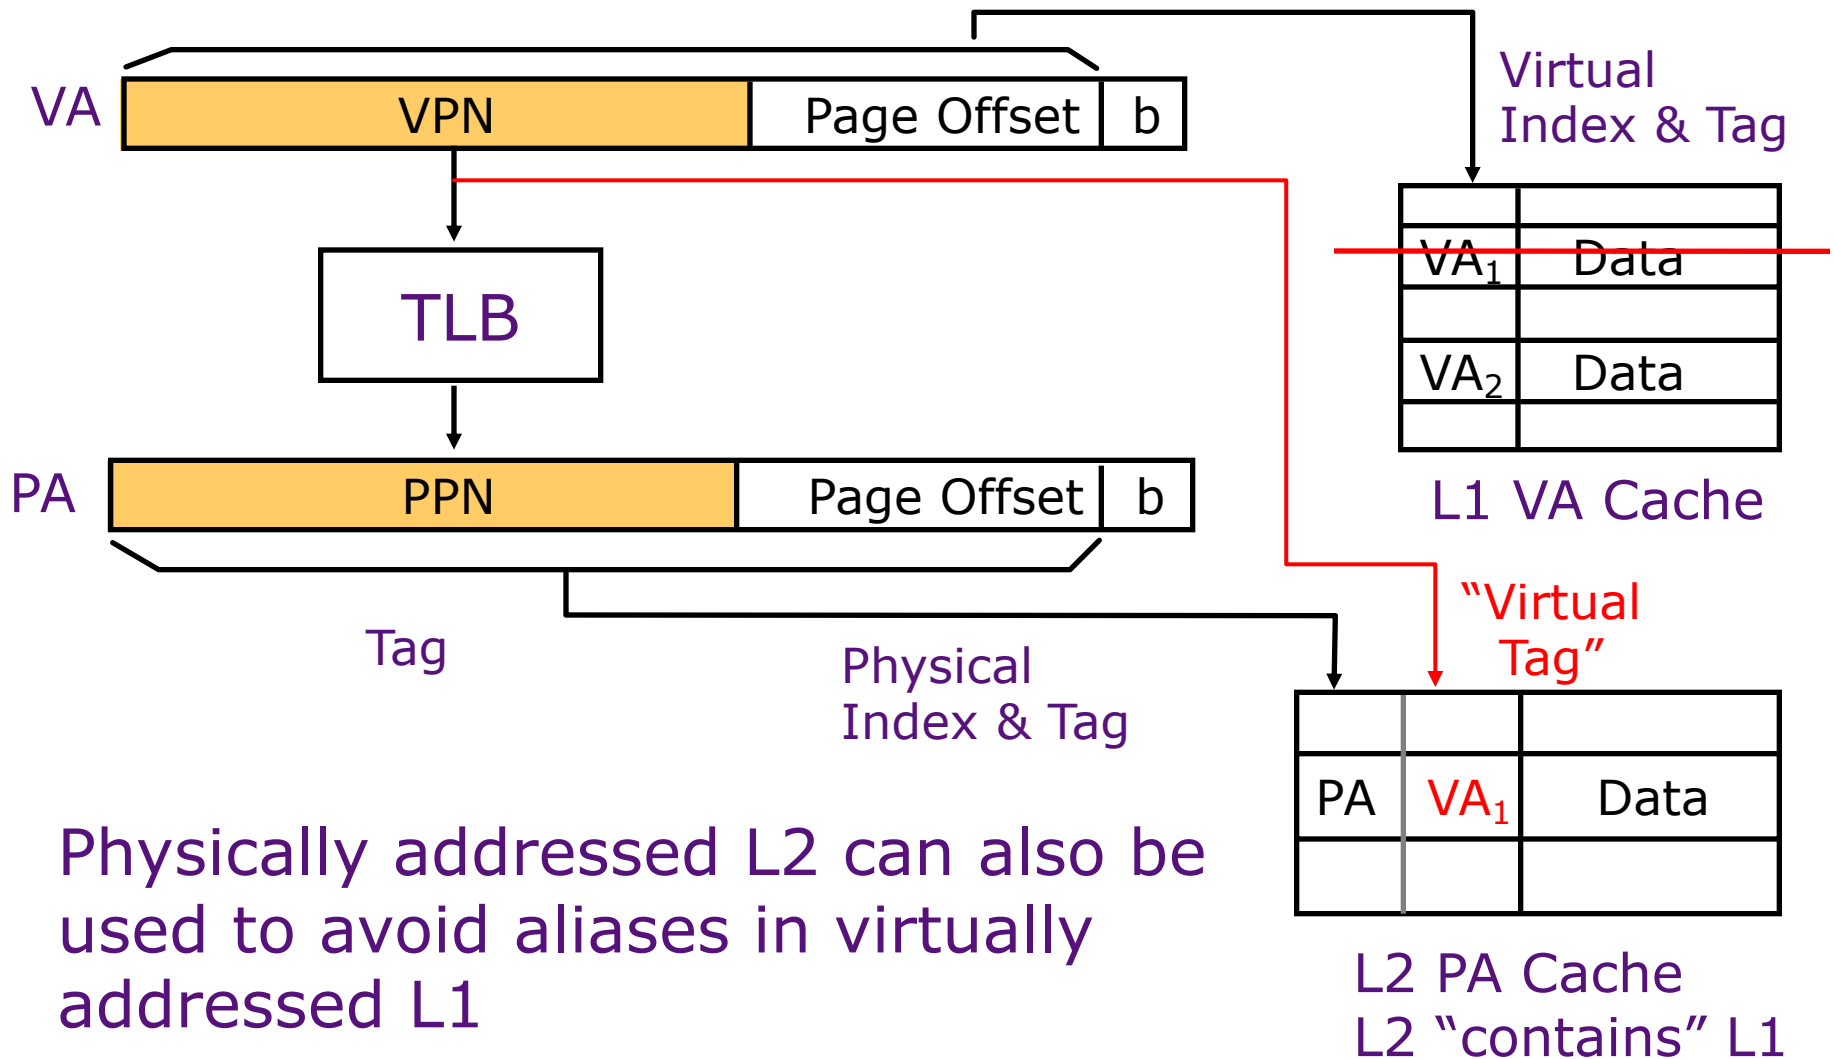 VA
VPN
Page Offset
b
Virtual
Index & Tag
TLB
VA₁
Data
VA₂
Data
L1 VA Cache
PA
PPN
Page Offset
b
Tag
Physical
Index & Tag
“Virtual
Tag”
PA
VA₁
Data
L2 PA Cache
L2 “contains” L1
Physically addressed L2 can also be
used to avoid aliases in virtually
addressed L1